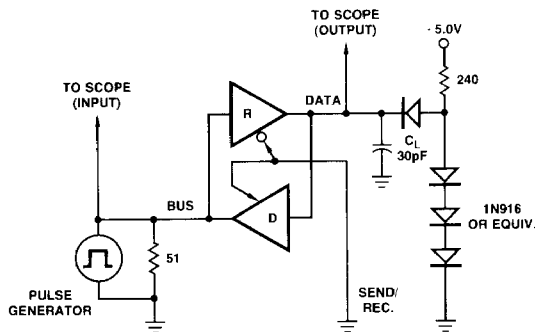 TO SCOPE
(OUTPUT)
- 5.0V
TO SCOPE
(INPUT)
240
R
DATA
CL
30pF
BUS
D
1N916
OR EQUIV.
51
SEND/
REC.
PULSE
GENERATOR